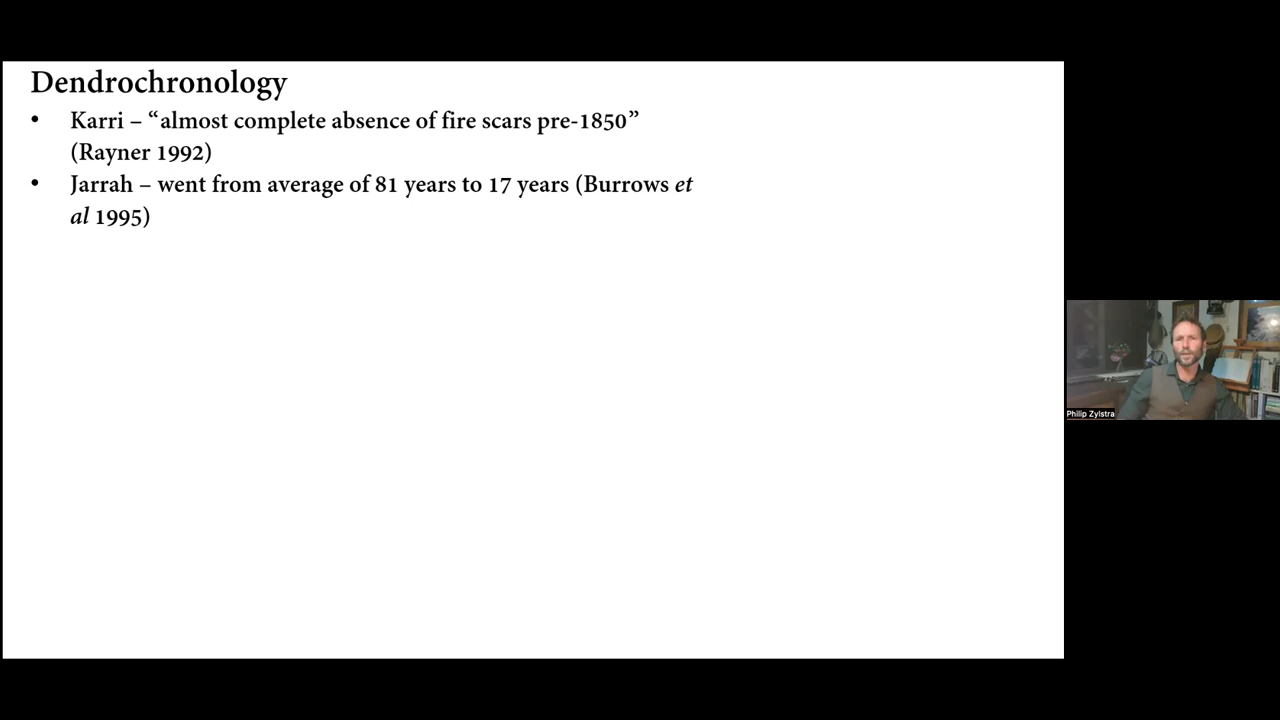 Dendrochronology
• Karri – “almost complete absence of fire scars pre-1850”
(Rayner 1992)
• Jarrah – went from average of 81 years to 17 years (Burrows et
al 1995)
Philip Zylstra